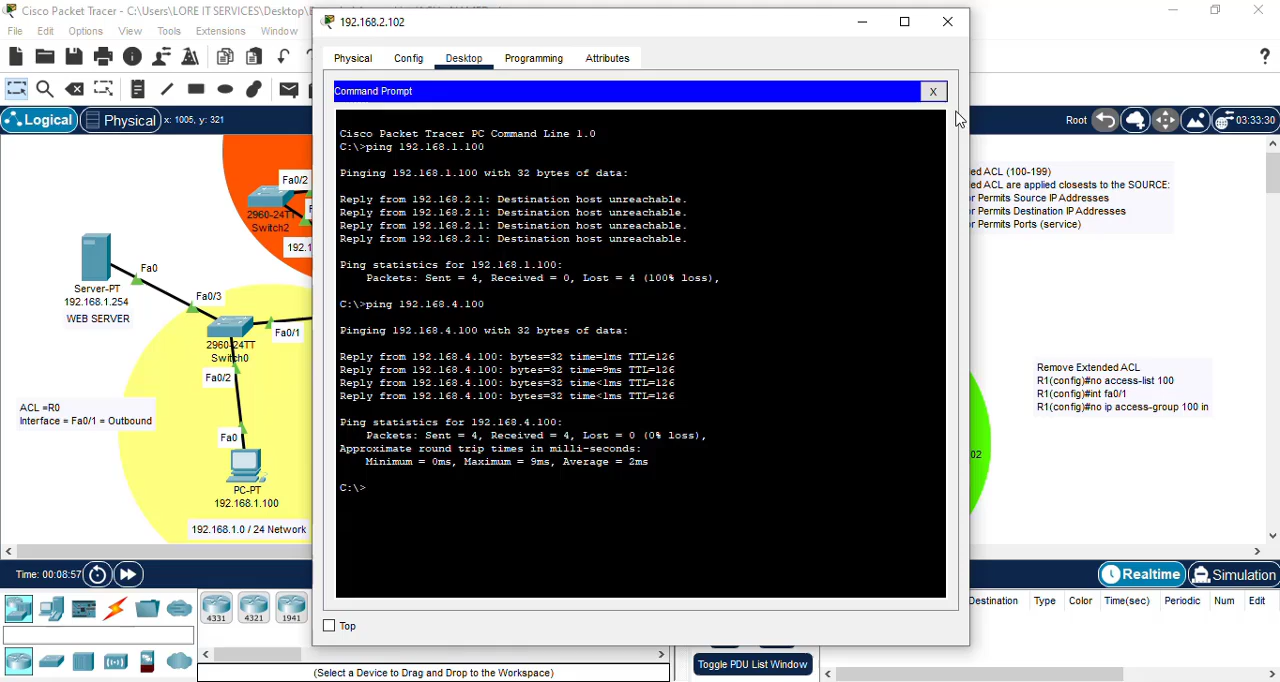 Cisco Packet Tracer - C:\Users\LORE IT SERVICES\Desktop\
File Edit Options View Tools Extensions Window
?
Logical Physical x: 1005, y: 321
Root 03:33:30
192.168.2.102
Physical Config Desktop Programming Attributes
Command Prompt
X
Cisco Packet Tracer PC Command Line 1.0
C:\>ping 192.168.1.100
Pinging 192.168.1.100 with 32 bytes of data:
Reply from 192.168.2.1: Destination host unreachable.
Reply from 192.168.2.1: Destination host unreachable.
Reply from 192.168.2.1: Destination host unreachable.
Reply from 192.168.2.1: Destination host unreachable.
Ping statistics for 192.168.1.100:
Packets: Sent = 4, Received = 0, Lost = 4 (100% loss),
C:\>ping 192.168.4.100
Pinging 192.168.4.100 with 32 bytes of data:
Reply from 192.168.4.100: bytes=32 time=1ms TTL=126
Reply from 192.168.4.100: bytes=32 time=9ms TTL=126
Reply from 192.168.4.100: bytes=32 time<1ms TTL=126
Reply from 192.168.4.100: bytes=32 time<1ms TTL=126
Ping statistics for 192.168.4.100:
Packets: Sent = 4, Received = 4, Lost = 0 (0% loss),
Approximate round trip times in milli-seconds:
Minimum = 0ms, Maximum = 9ms, Average = 2ms
C:\>
Top
Fa0/2
2960-24TT
Switch2
192.1
Server-PT
192.168.1.254
WEB SERVER
Fa0
Fa0/3
2960-24TT
Switch0
Fa0/1
Fa0/2
ACL =R0
Interface = Fa0/1 = Outbound
Fa0
PC-PT
192.168.1.100
192.168.1.0 / 24 Network
ed ACL (100-199)
ed ACL are applied closests to the SOURCE:
or Permits Source IP Addresses
or Permits Destination IP Addresses
or Permits Ports (service)
Remove Extended ACL
R1(config)#no access-list 100
R1(config)#int fa0/1
R1(config)#no ip access-group 100 in
02
Time: 00:08:57
Realtime Simulation
4331 4321 1941
(Select a Device to Drag and Drop to the Workspace)
Toggle PDU List Window
Destination Type Color Time(sec) Periodic Num Edit